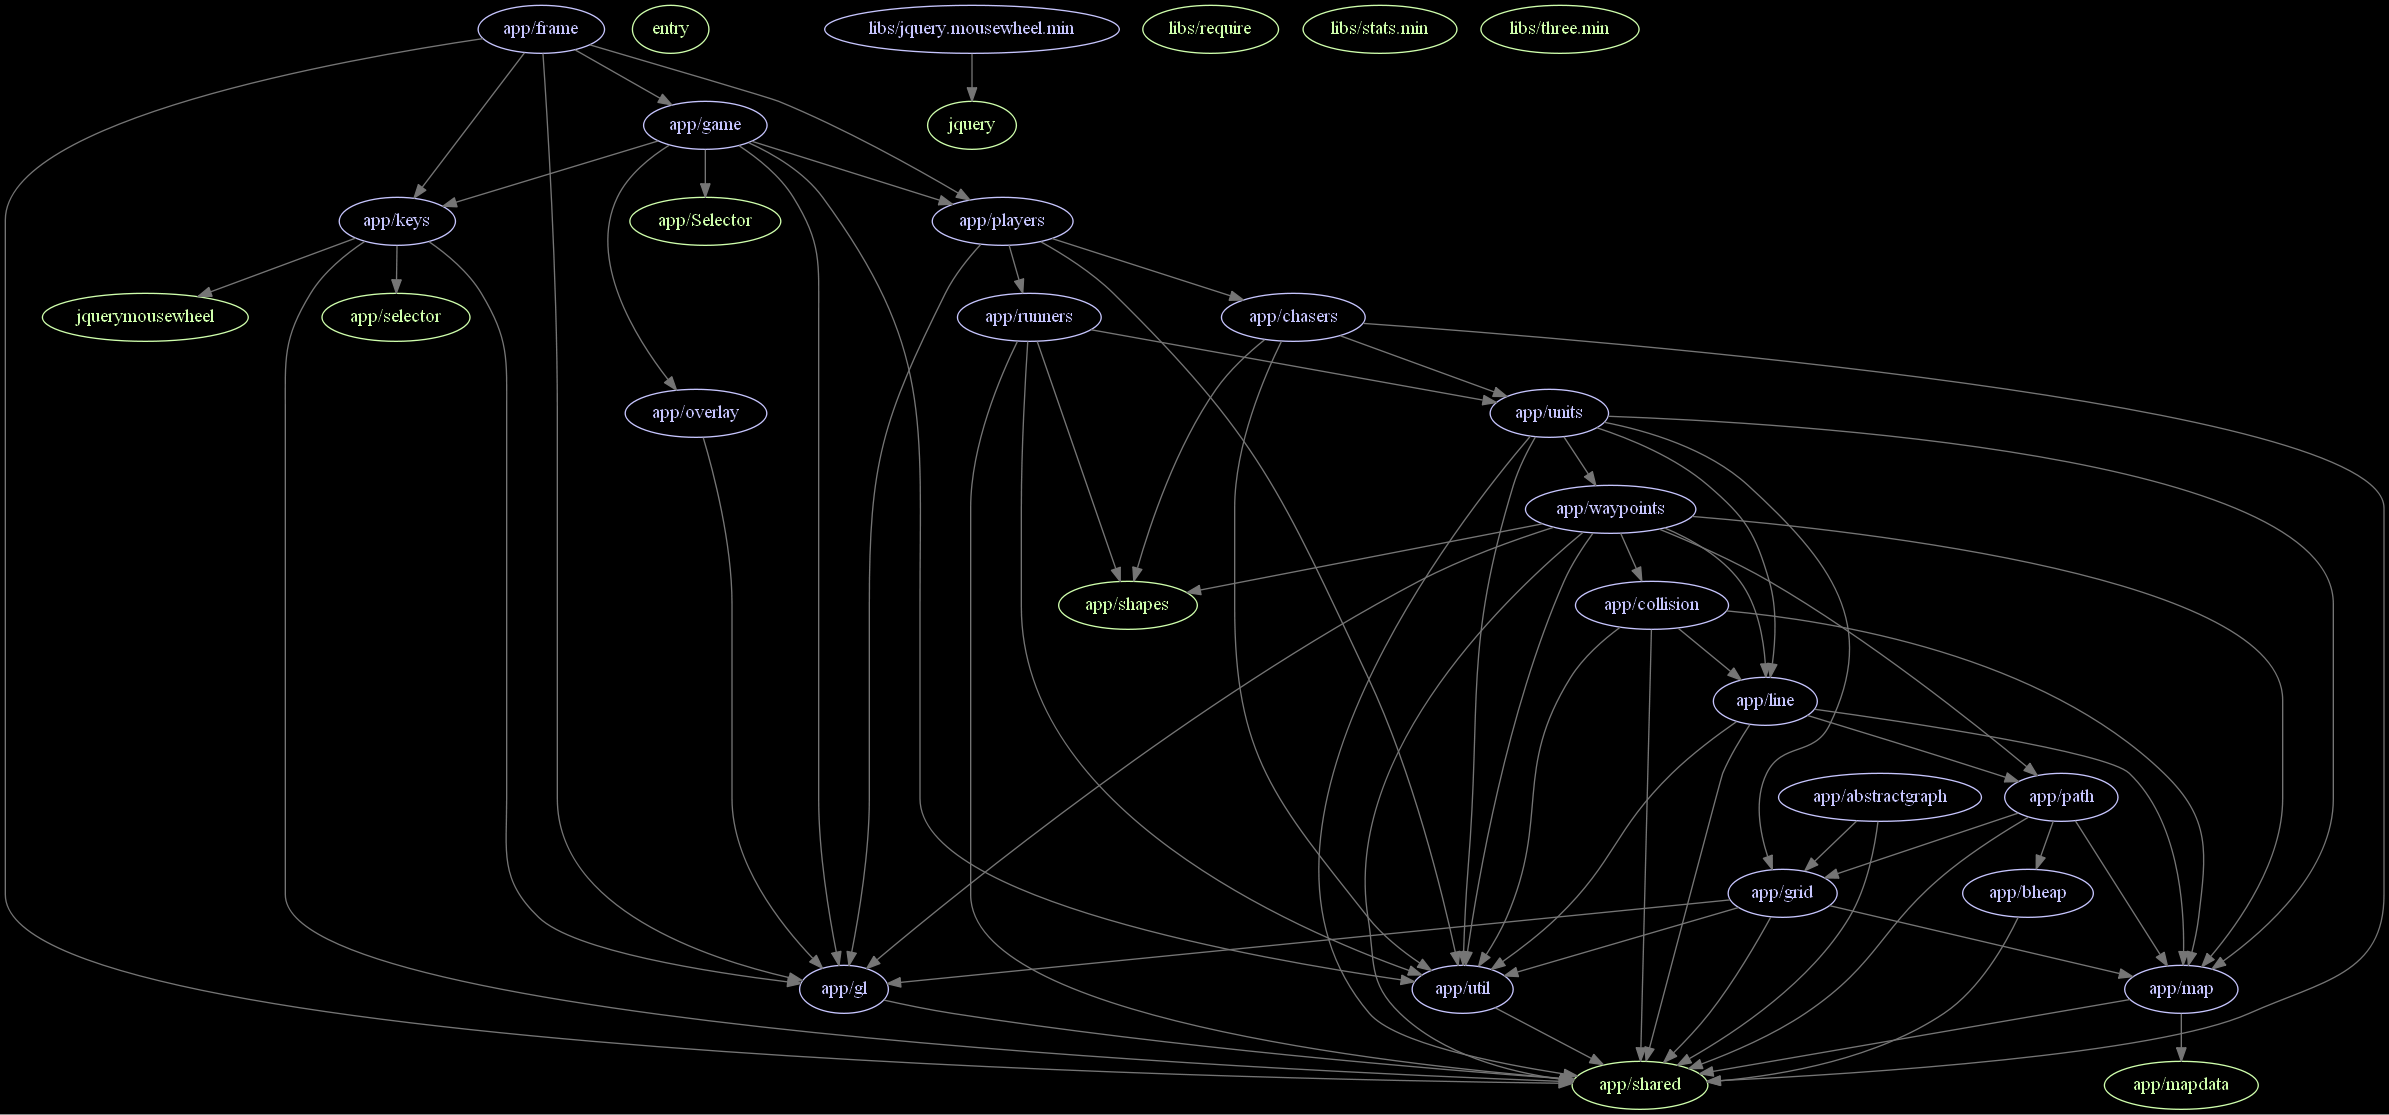 app/frame
entry
libs/jquery.mousewheel.min
libs/require
libs/stats.min
libs/three.min
app/game
jquery
app/keys
app/Selector
app/players
jquerymousewheel
app/selector
app/runners
app/chasers
app/overlay
app/units
app/waypoints
app/shapes
app/collision
app/line
app/abstractgraph
app/path
app/grid
app/bheap
app/gl
app/util
app/map
app/shared
app/mapdata